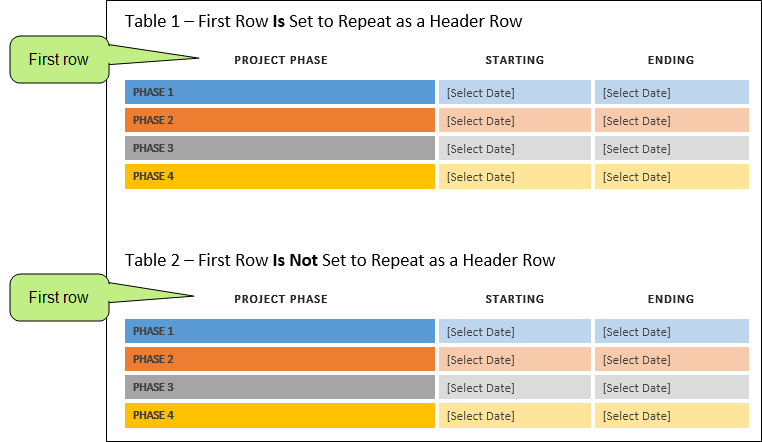 Table 1 – First Row Is Set to Repeat as a Header Row
First row
PROJECT PHASE STARTING ENDING
PHASE 1 [Select Date] [Select Date]
PHASE 2 [Select Date] [Select Date]
PHASE 3 [Select Date] [Select Date]
PHASE 4 [Select Date] [Select Date]
Table 2 – First Row Is Not Set to Repeat as a Header Row
First row
PROJECT PHASE STARTING ENDING
PHASE 1 [Select Date] [Select Date]
PHASE 2 [Select Date] [Select Date]
PHASE 3 [Select Date] [Select Date]
PHASE 4 [Select Date] [Select Date]